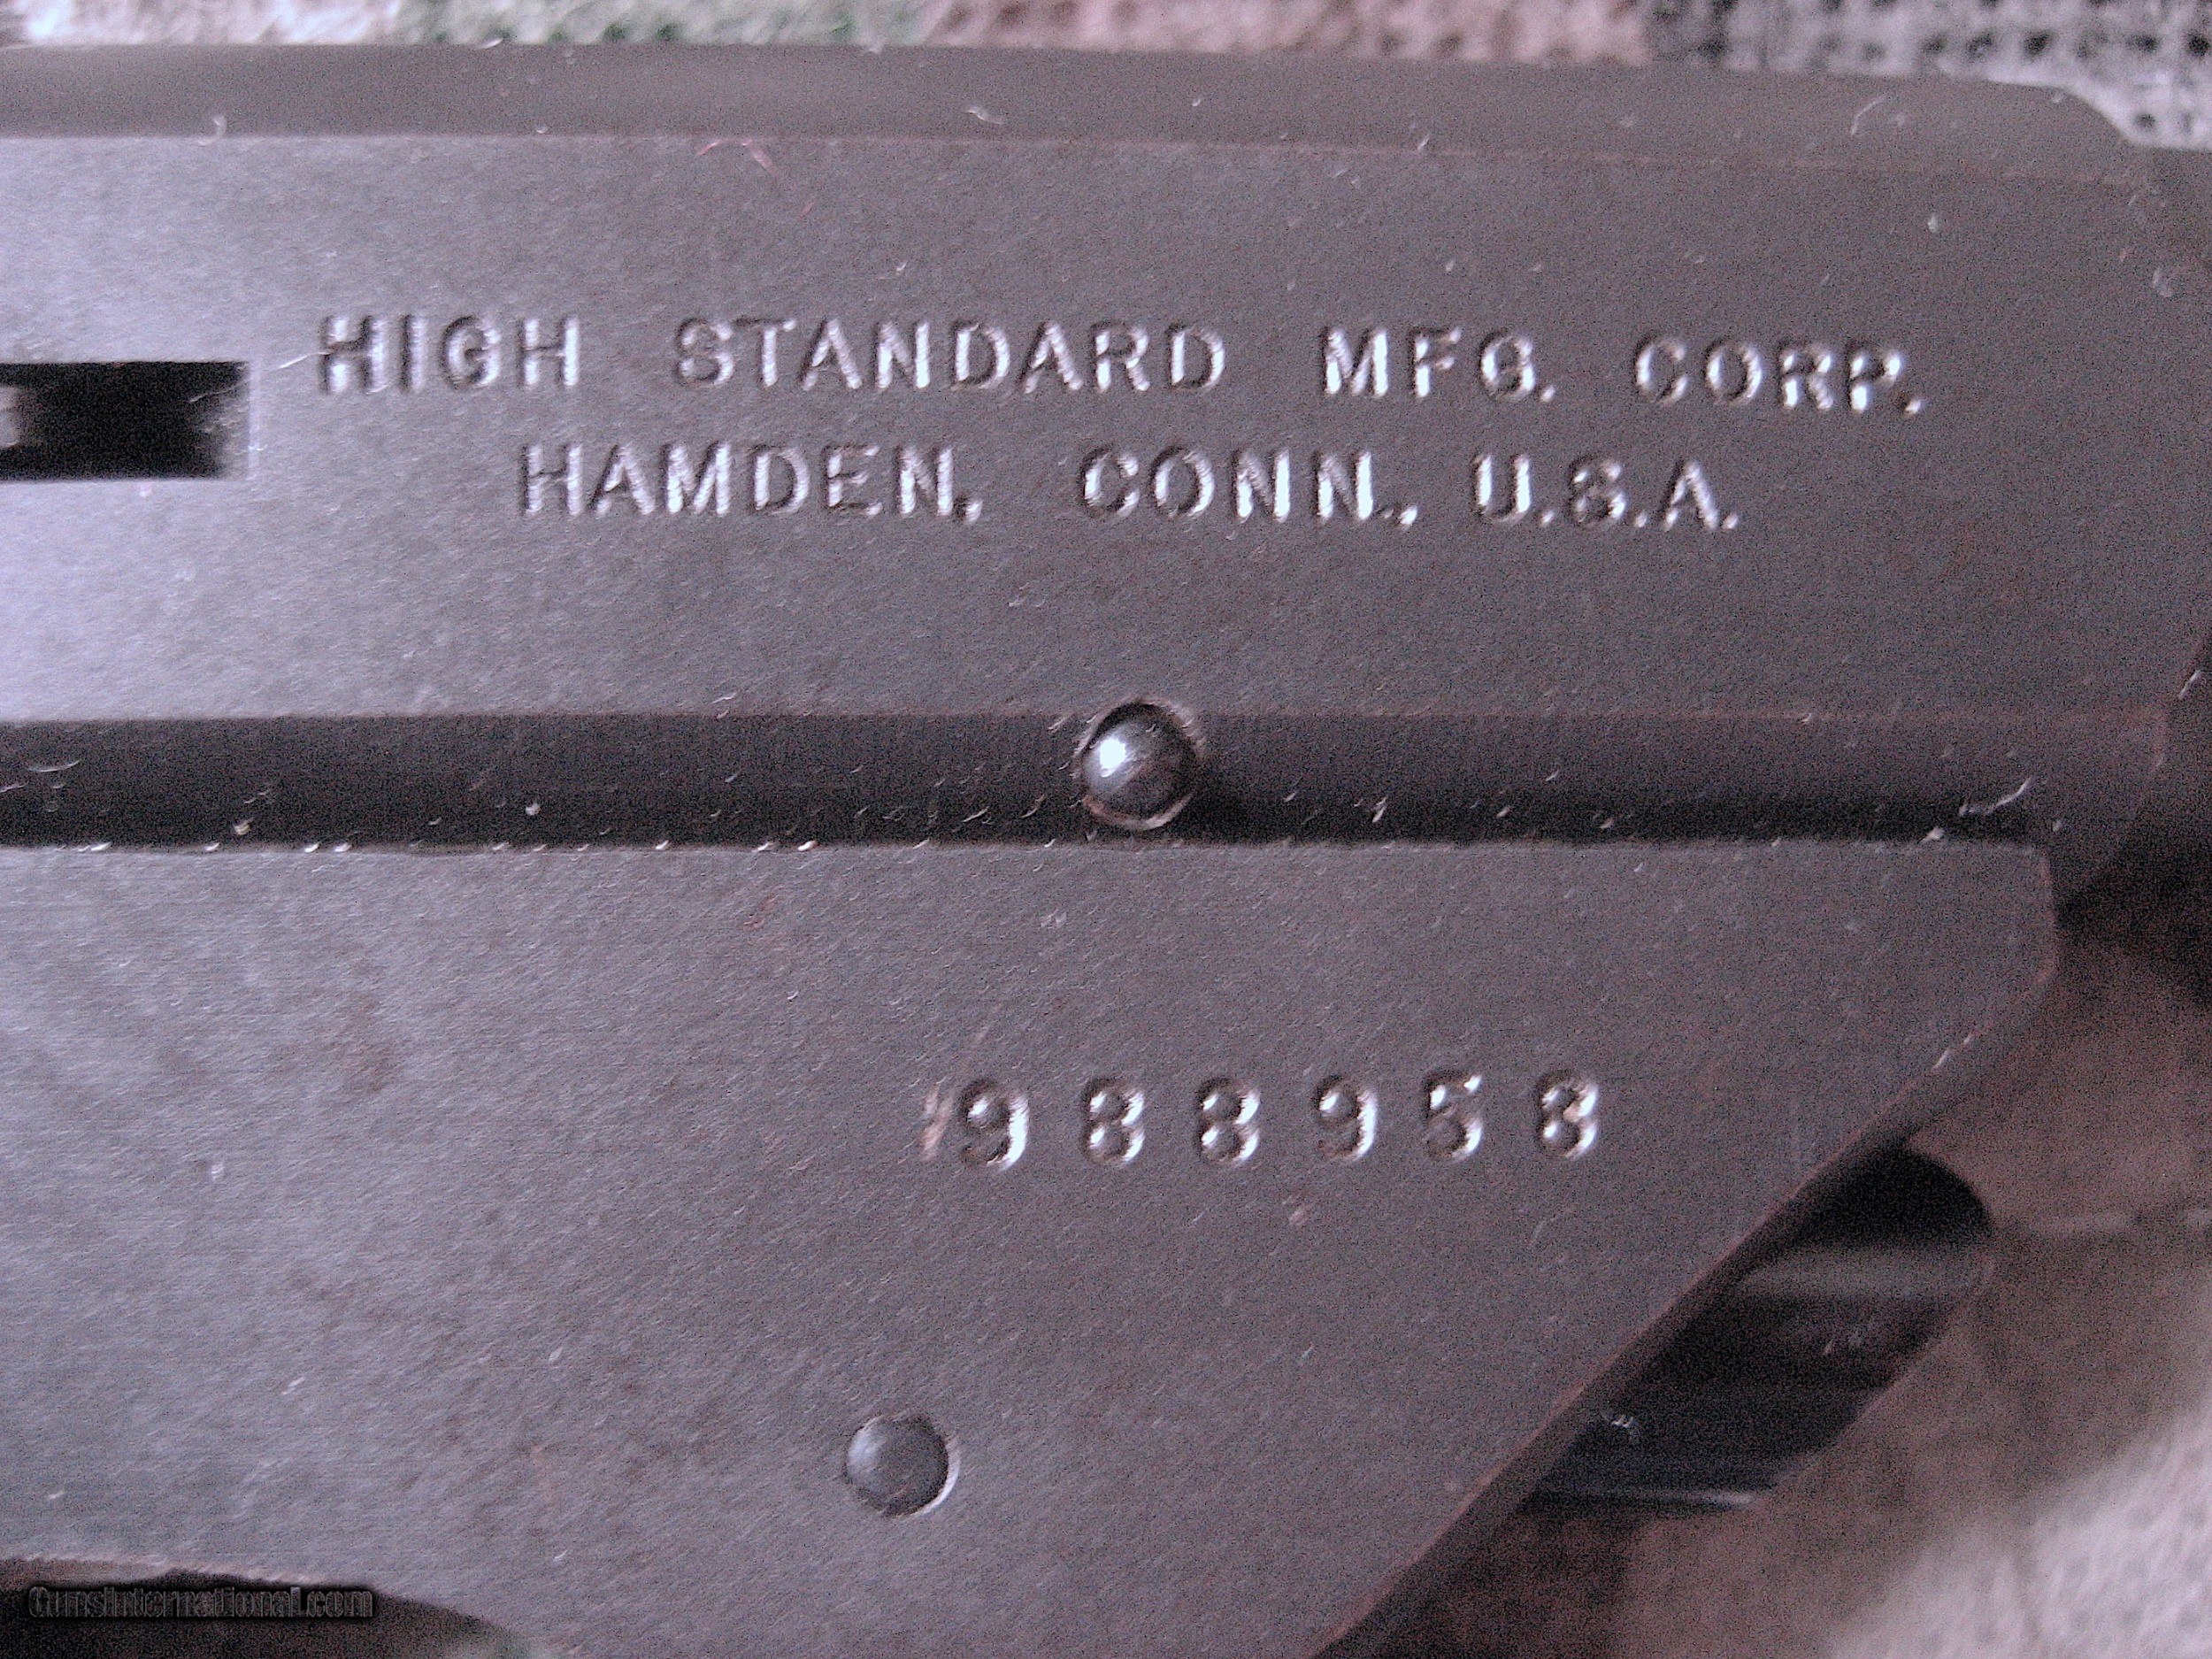 HIGH STANDARD MFG. CORP.
HAMDEN, CONN., U.S.A.
988958
GunsInternational.com